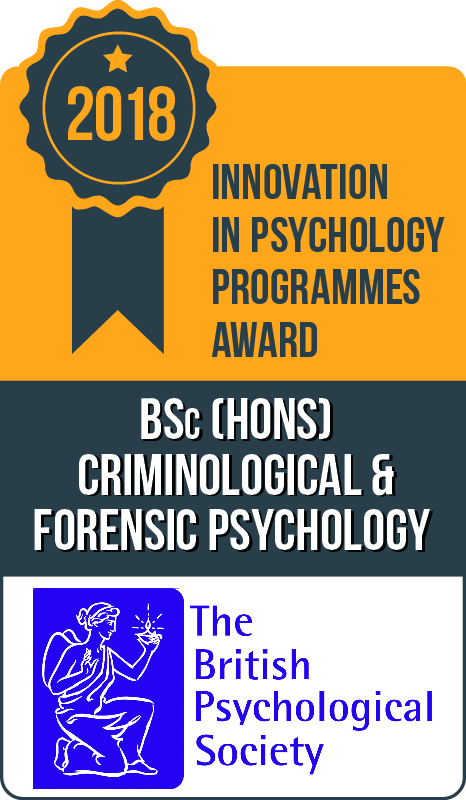 2018
INNOVATION
IN PSYCHOLOGY
PROGRAMMES
AWARD
BSc (HONS)
CRIMINOLOGICAL &
FORENSIC PSYCHOLOGY
The
British
Psychological
Society